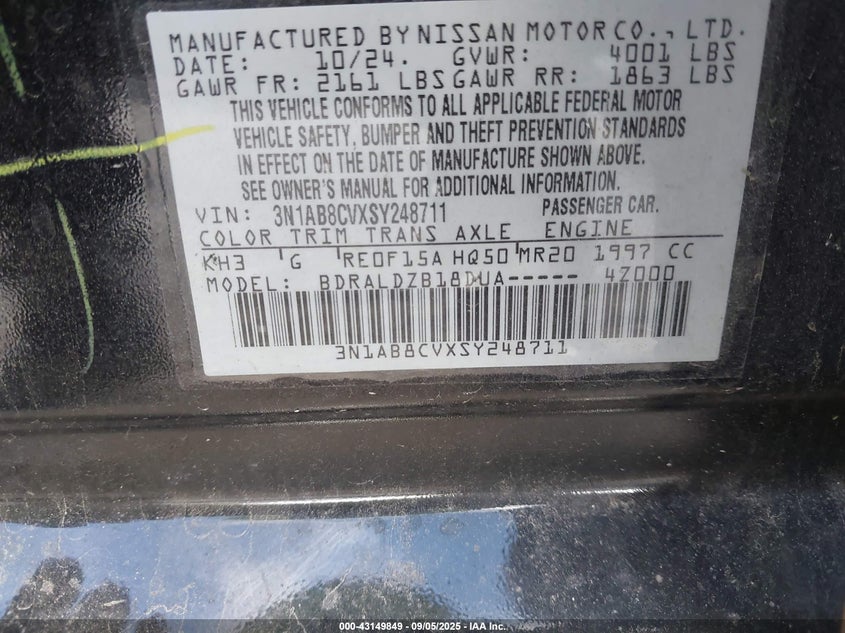 MANUFACTURED BY NISSAN MOTOR CO., LTD.
DATE: 10/24. GVWR: 4001 LBS
GAWR FR: 2161 LBS GAWR RR: 1863 LBS
THIS VEHICLE CONFORMS TO ALL APPLICABLE FEDERAL MOTOR
VEHICLE SAFETY, BUMPER AND THEFT PREVENTION STANDARDS
IN EFFECT ON THE DATE OF MANUFACTURE SHOWN ABOVE.
SEE OWNER'S MANUAL FOR ADDITIONAL INFORMATION.
VIN: 3N1AB8CVXSY248711 PASSENGER CAR.
COLOR TRIM TRANS AXLE ENGINE
KH3 G RE0F15A HQ50 MR20 1997 CC
MODEL: BDRALDZB18DUA----- 4Z000
3N1AB8CVXSY248711
000-43149849 - 09/05/2025 - IAA Inc.